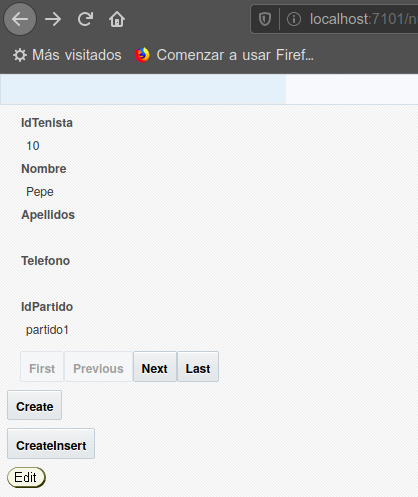 localhost:7101/n
Más visitados Comenzar a usar Firef...
IdTenista
10
Nombre
Pepe
Apellidos
Telefono
IdPartido
partido1
First Previous Next Last
Create
CreateInsert
Edit